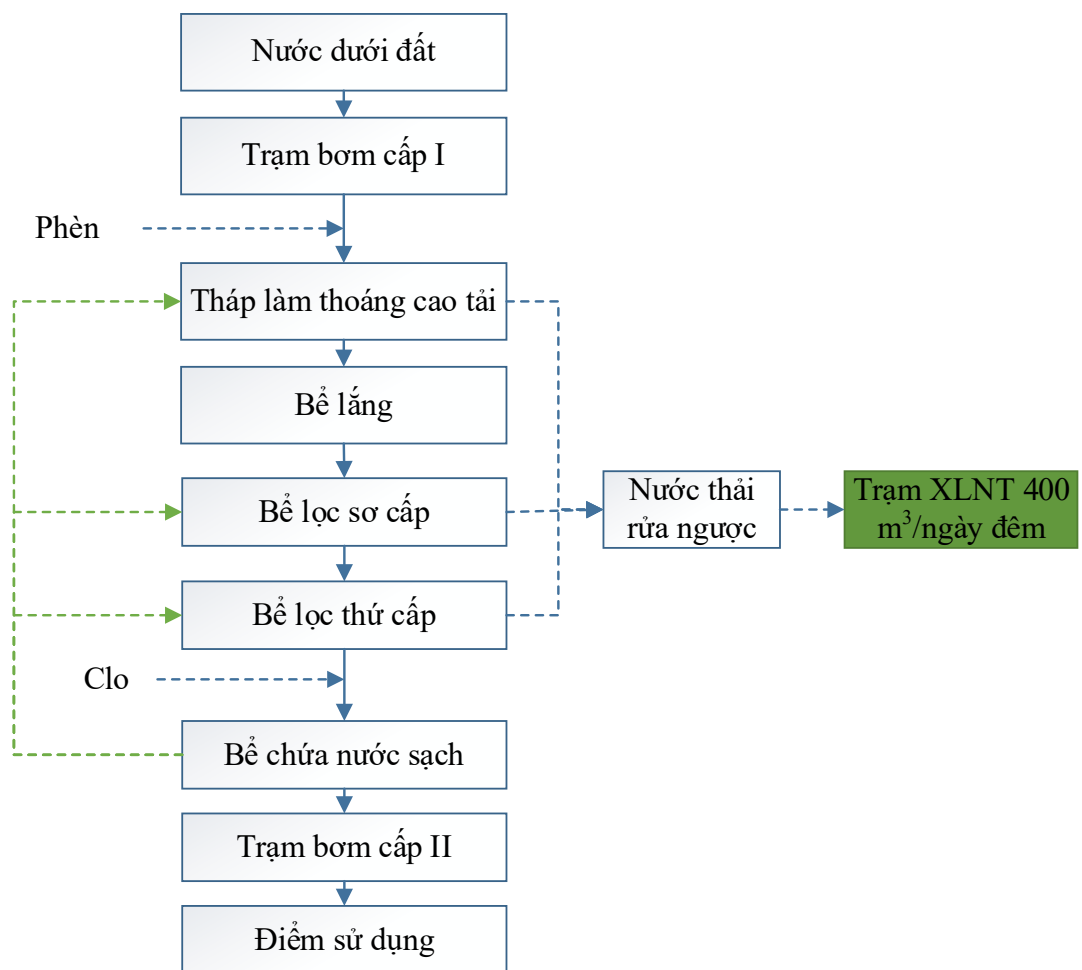 Nước dưới đất
Trạm bơm cấp I
Phèn
Tháp làm thoáng cao tải
Bể lắng
Bể lọc sơ cấp
Nước thải
rửa ngược
Trạm XLNT 400
m³/ngày đêm
Bể lọc thứ cấp
Clo
Bể chứa nước sạch
Trạm bơm cấp II
Điểm sử dụng